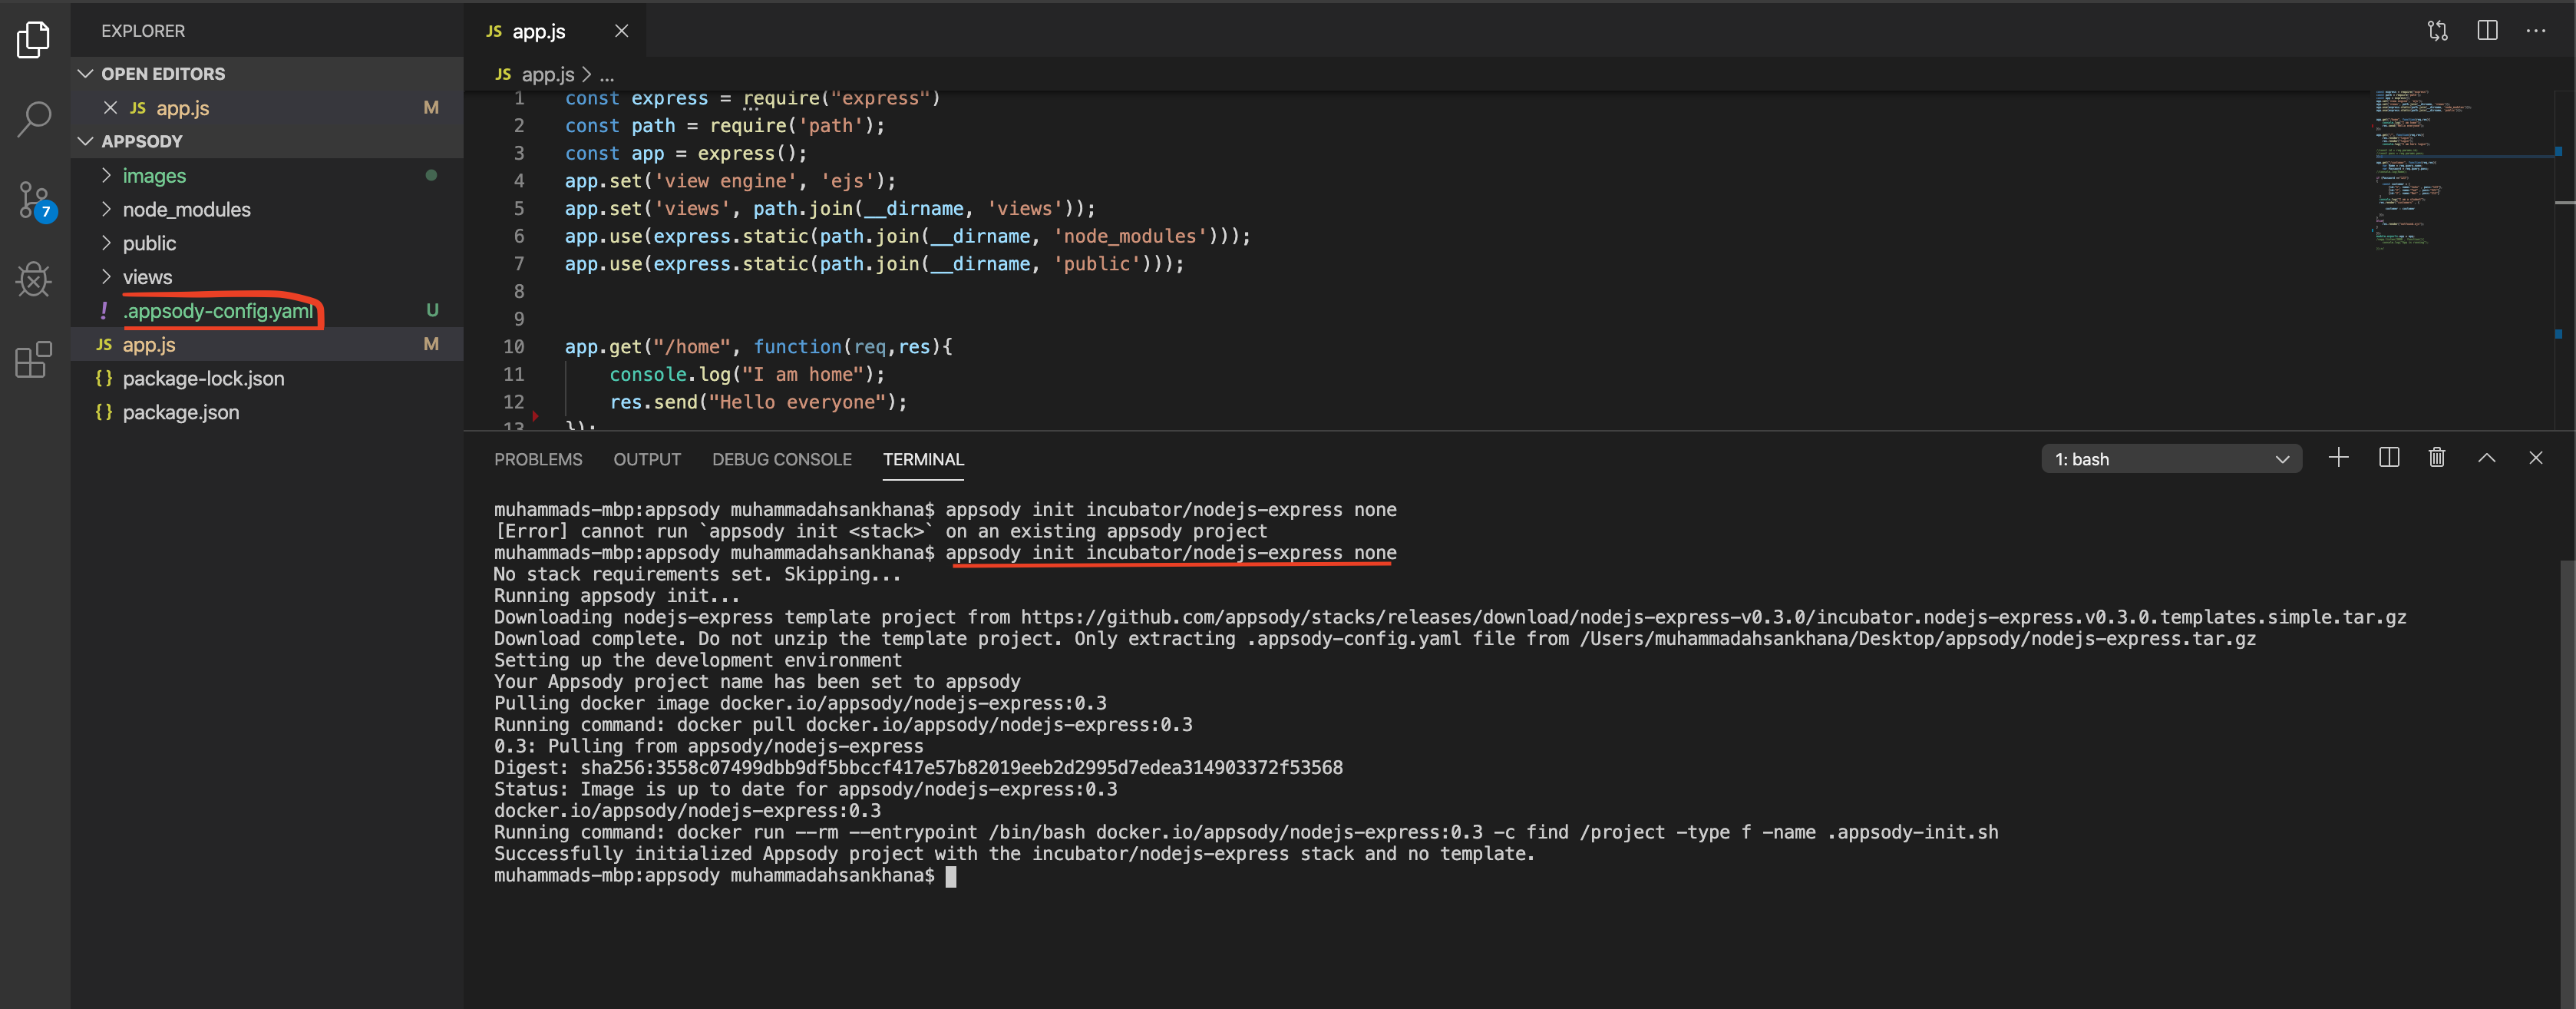 EXPLORER
OPEN EDITORS
JS app.js M
APPSODY
images
node_modules
public
views
! .appsody-config.yaml U
JS app.js M
{} package-lock.json
{} package.json
7
JS app.js
JS app.js > ...
1 const express = require("express")
2 const path = require('path');
3 const app = express();
4 app.set('view engine', 'ejs');
5 app.set('views', path.join(__dirname, 'views'));
6 app.use(express.static(path.join(__dirname, 'node_modules')));
7 app.use(express.static(path.join(__dirname, 'public')));
8
9
10 app.get("/home", function(req,res){
11 console.log("I am home");
12 res.send("Hello everyone");
13 });
PROBLEMS OUTPUT DEBUG CONSOLE TERMINAL
1: bash
muhammads-mbp:appsody muhammadahsankhana$ appsody init incubator/nodejs-express none
[Error] cannot run `appsody init <stack>` on an existing appsody project
muhammads-mbp:appsody muhammadahsankhana$ appsody init incubator/nodejs-express none
No stack requirements set. Skipping...
Running appsody init...
Downloading nodejs-express template project from https://github.com/appsody/stacks/releases/download/nodejs-express-v0.3.0/incubator.nodejs-express.v0.3.0.templates.simple.tar.gz
Download complete. Do not unzip the template project. Only extracting .appsody-config.yaml file from /Users/muhammadahsankhana/Desktop/appsody/nodejs-express.tar.gz
Setting up the development environment
Your Appsody project name has been set to appsody
Pulling docker image docker.io/appsody/nodejs-express:0.3
Running command: docker pull docker.io/appsody/nodejs-express:0.3
0.3: Pulling from appsody/nodejs-express
Digest: sha256:3558c07499dbb9df5bbccf417e57b82019eeb2d2995d7edea314903372f53568
Status: Image is up to date for appsody/nodejs-express:0.3
docker.io/appsody/nodejs-express:0.3
Running command: docker run --rm --entrypoint /bin/bash docker.io/appsody/nodejs-express:0.3 -c find /project -type f -name .appsody-init.sh
Successfully initialized Appsody project with the incubator/nodejs-express stack and no template.
muhammads-mbp:appsody muhammadahsankhana$